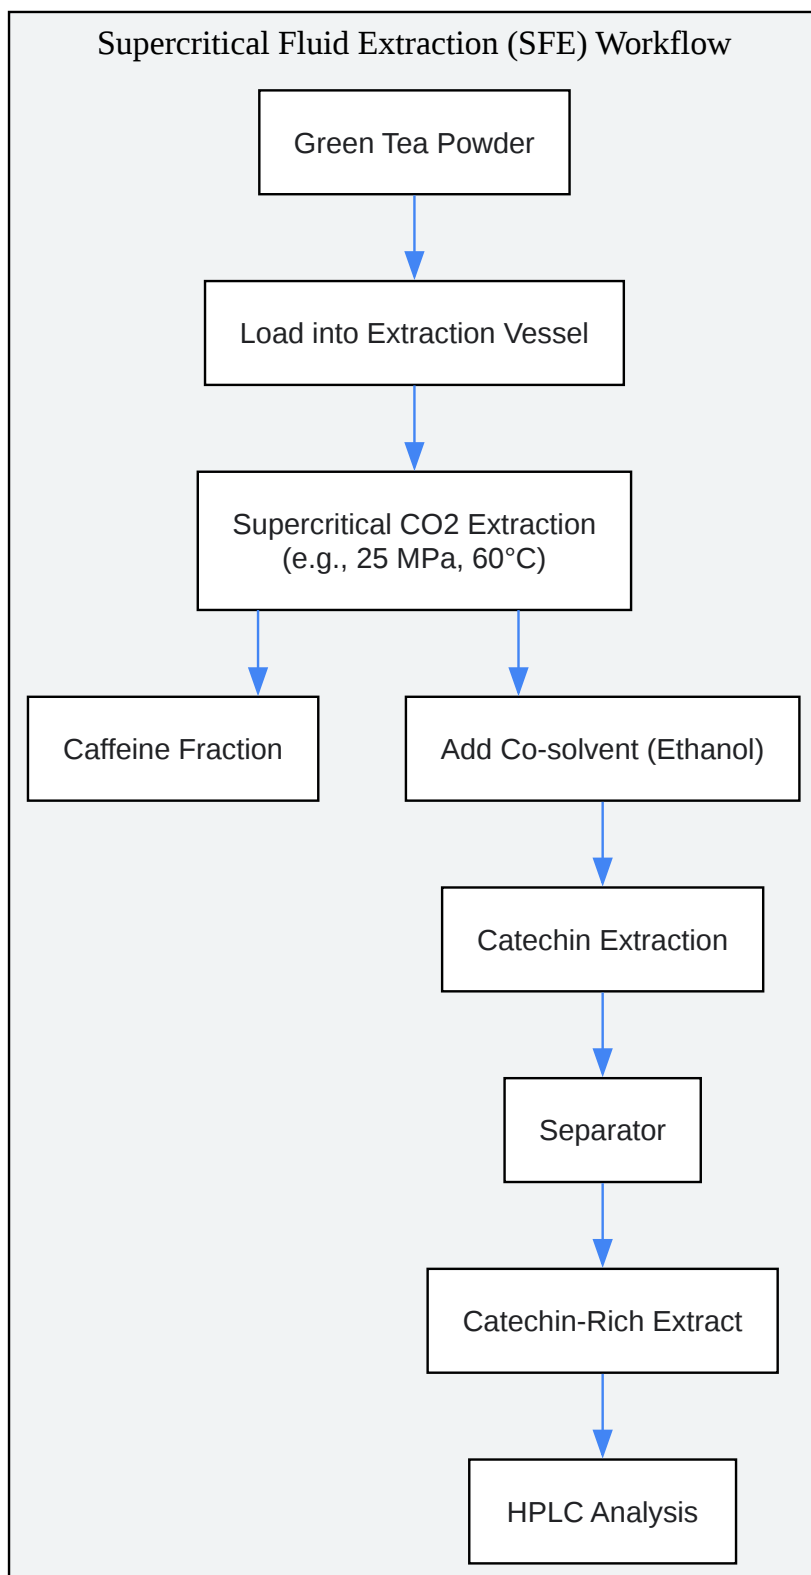 Supercritical Fluid Extraction (SFE) Workflow
Green Tea Powder
Load into Extraction Vessel
Supercritical CO2 Extraction
(e.g., 25 MPa, 60°C)
Caffeine Fraction
Add Co-solvent (Ethanol)
Catechin Extraction
Separator
Catechin-Rich Extract
HPLC Analysis